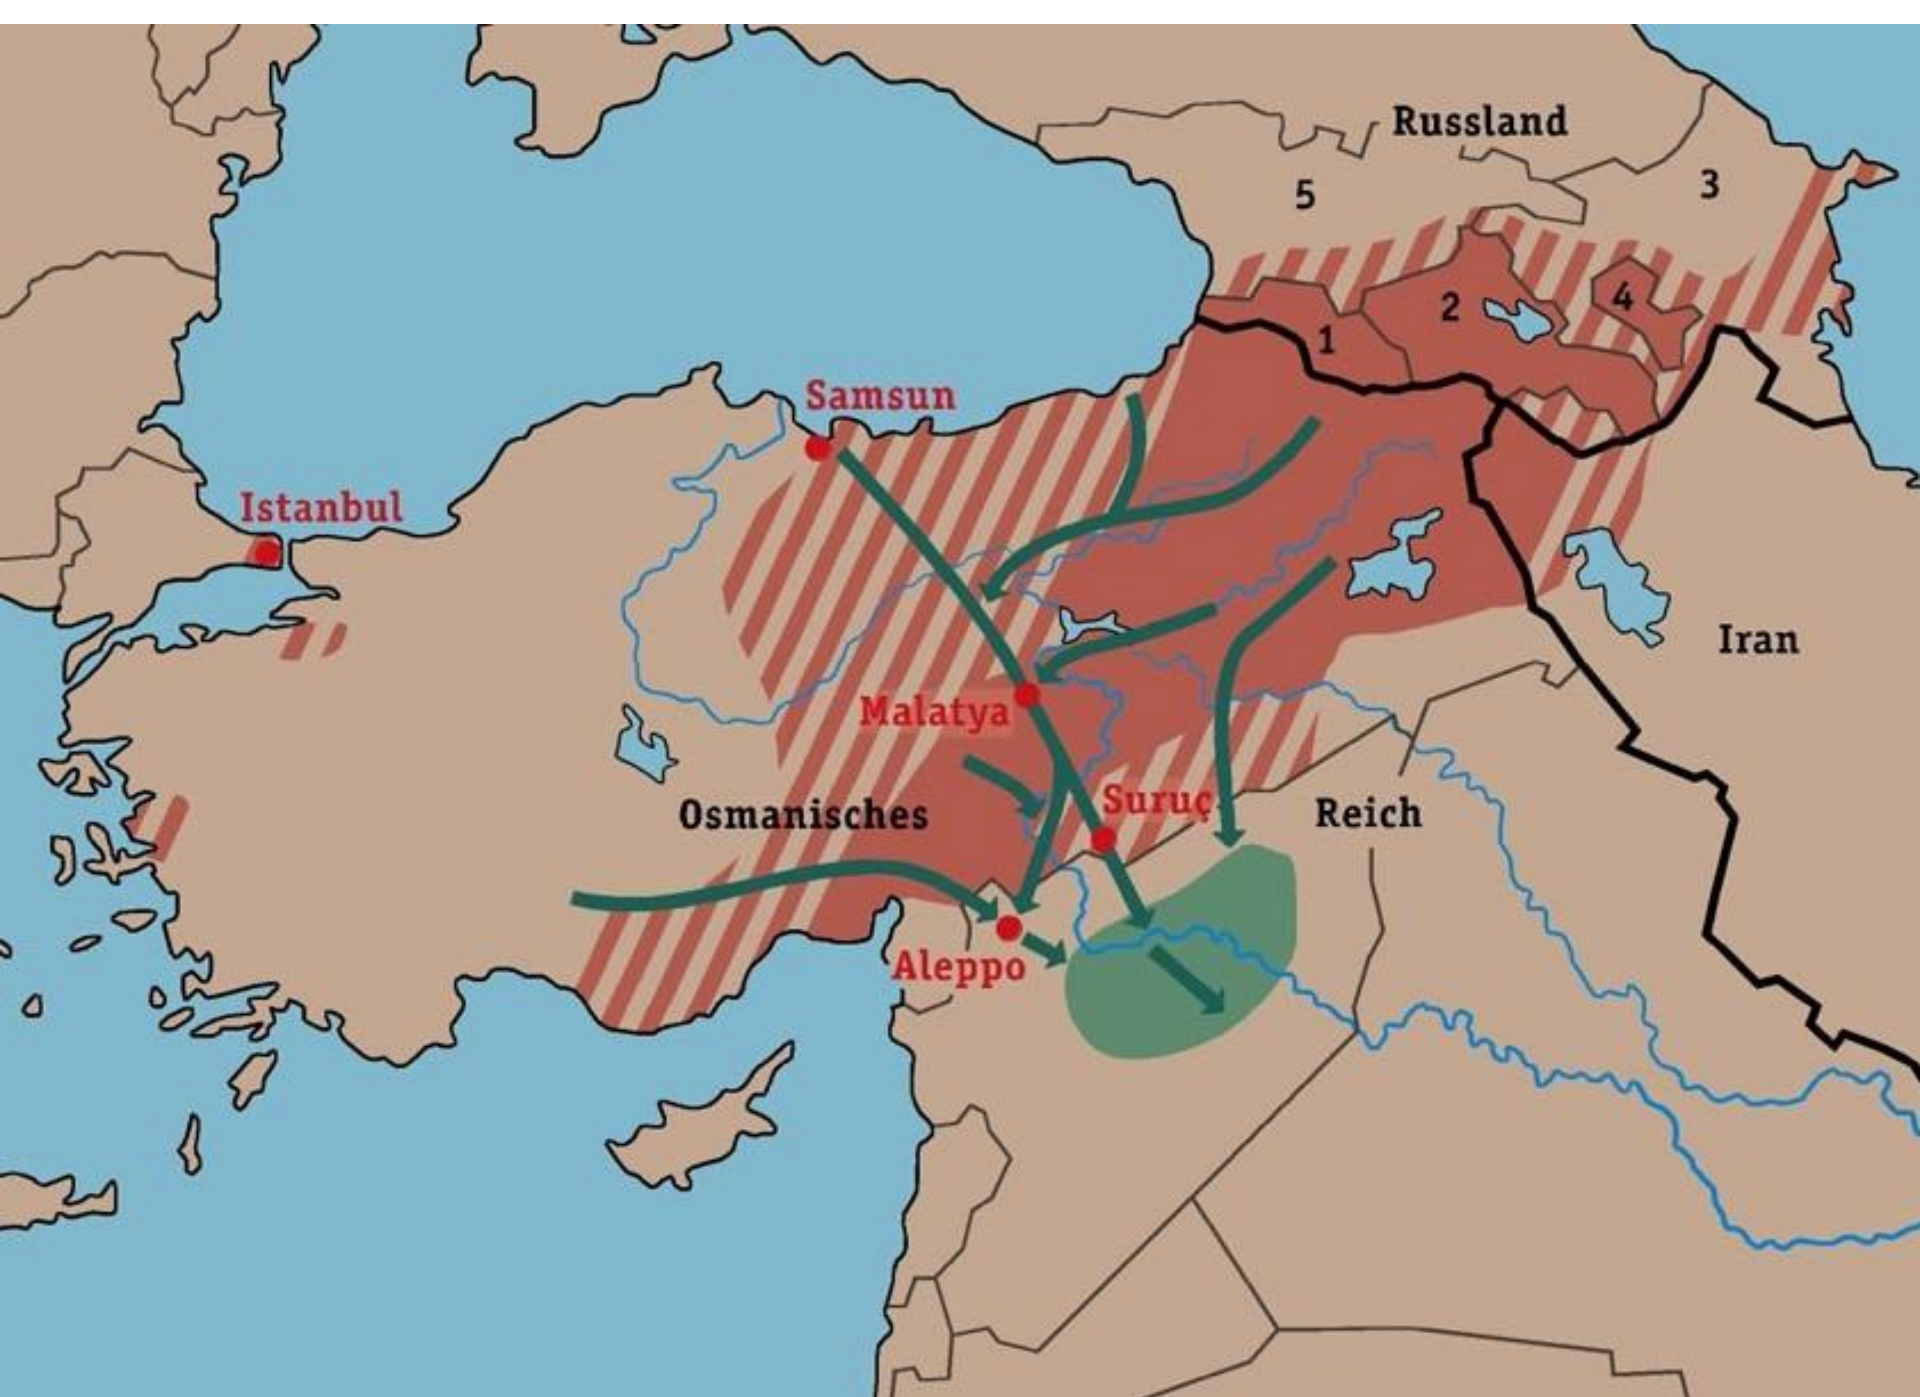 Russland
5
3
2
4
1
Samsun
Istanbul
Iran
Malatya
Suruç
Osmanisches
Reich
Aleppo